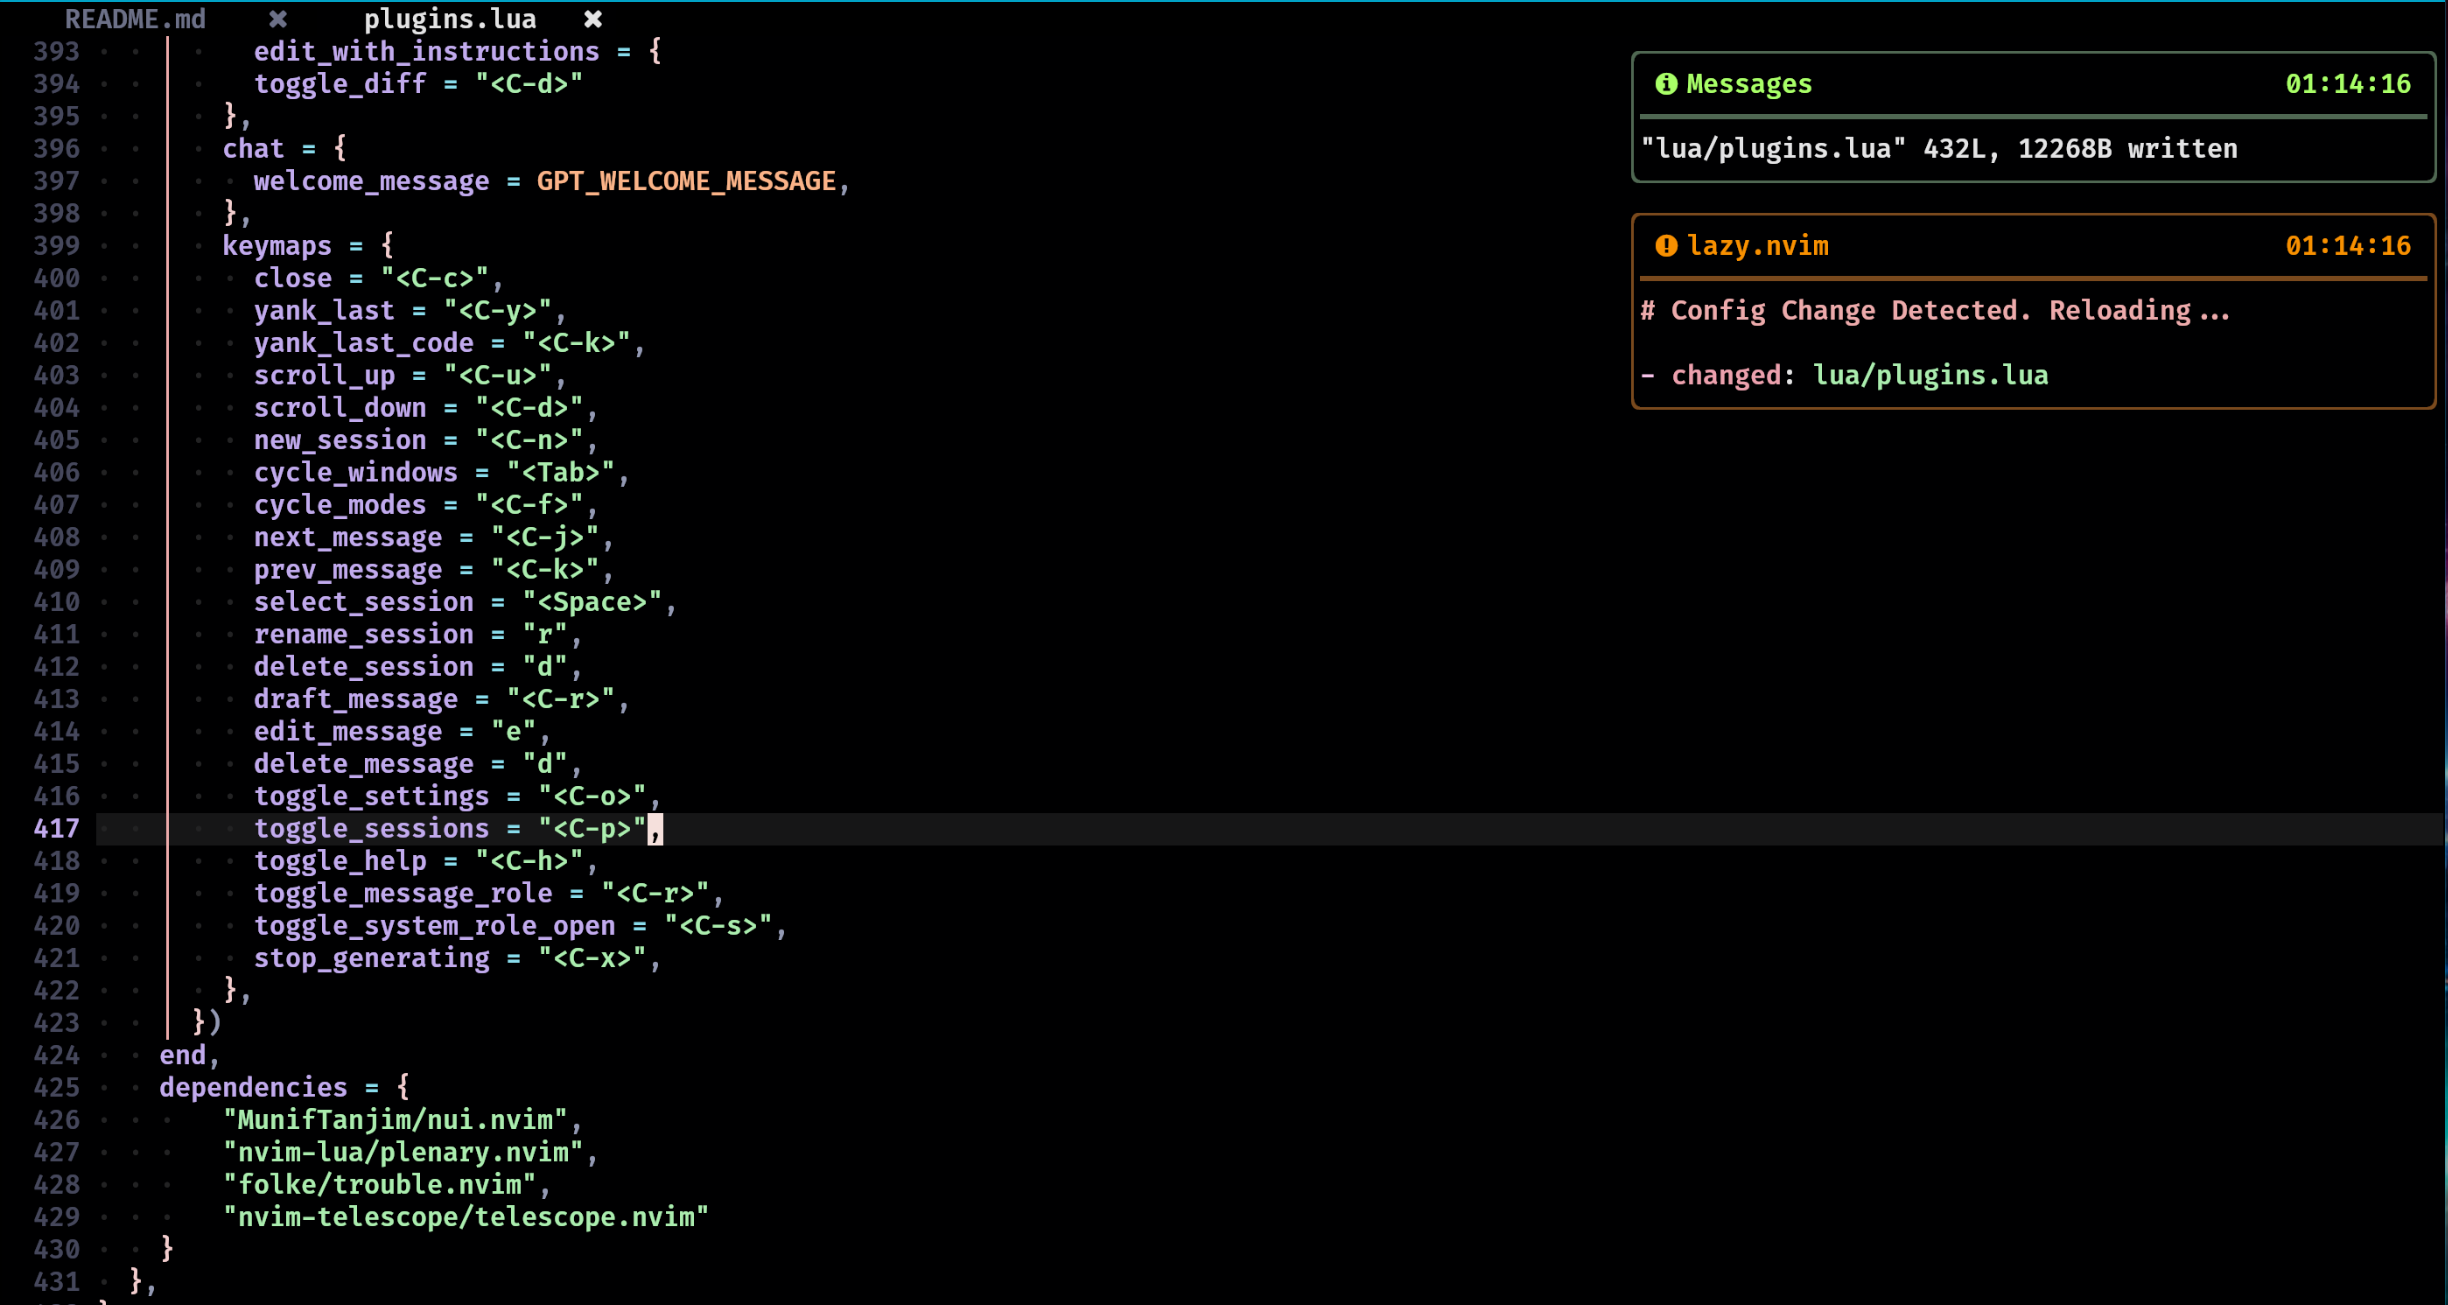 README.md ✖ plugins.lua ✖
393 edit_with_instructions = {
394 toggle_diff = "<C-d>"
395 },
396 chat = {
397 welcome_message = GPT_WELCOME_MESSAGE,
398 },
399 keymaps = {
400 close = "<C-c>",
401 yank_last = "<C-y>",
402 yank_last_code = "<C-k>",
403 scroll_up = "<C-u>",
404 scroll_down = "<C-d>",
405 new_session = "<C-n>",
406 cycle_windows = "<Tab>",
407 cycle_modes = "<C-f>",
408 next_message = "<C-j>",
409 prev_message = "<C-k>",
410 select_session = "<Space>",
411 rename_session = "r",
412 delete_session = "d",
413 draft_message = "<C-r>",
414 edit_message = "e",
415 delete_message = "d",
416 toggle_settings = "<C-o>",
417 toggle_sessions = "<C-p>",
418 toggle_help = "<C-h>",
419 toggle_message_role = "<C-r>",
420 toggle_system_role_open = "<C-s>",
421 stop_generating = "<C-x>",
422 },
423 })
424 end,
425 dependencies = {
426 "MunifTanjim/nui.nvim",
427 "nvim-lua/plenary.nvim",
428 "folke/trouble.nvim",
429 "nvim-telescope/telescope.nvim"
430 }
431 },
Messages 01:14:16
"lua/plugins.lua" 432L, 12268B written
lazy.nvim 01:14:16
# Config Change Detected. Reloading...
- changed: lua/plugins.lua